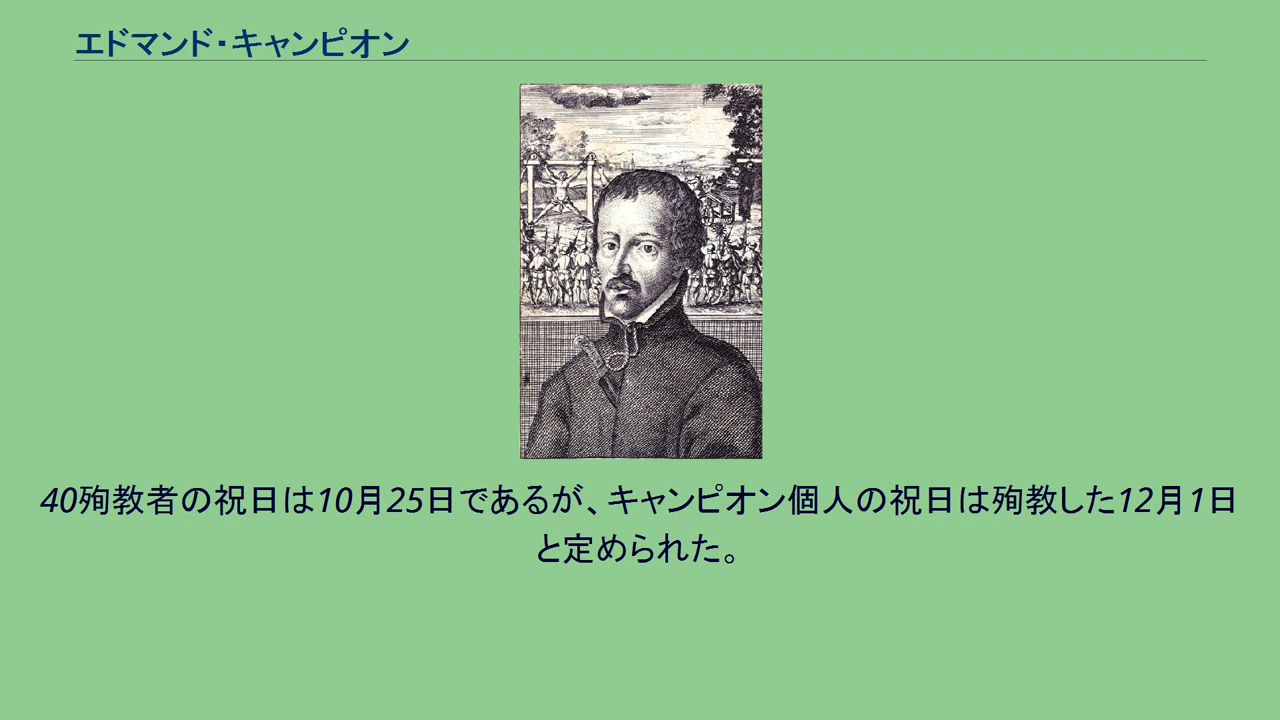 エドマンド・キャンピオン
40殉教者の祝日は10月25日であるが、キャンピオン個人の祝日は殉教した12月1日
と定められた。